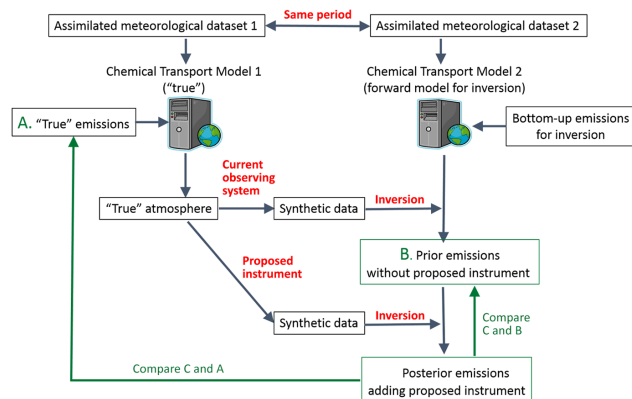 Assimilated meteorological dataset 1
Same period
Assimilated meteorological dataset 2
Chemical Transport Model 1
(“true”)
Chemical Transport Model 2
(forward model for inversion)
A. “True” emissions
Bottom-up emissions
for inversion
Current
observing
system
“True” atmosphere
Synthetic data
Inversion
B. Prior emissions
without proposed instrument
Proposed
instrument
Synthetic data
Inversion
Compare
C and B
Compare C and A
Posterior emissions
adding proposed instrument